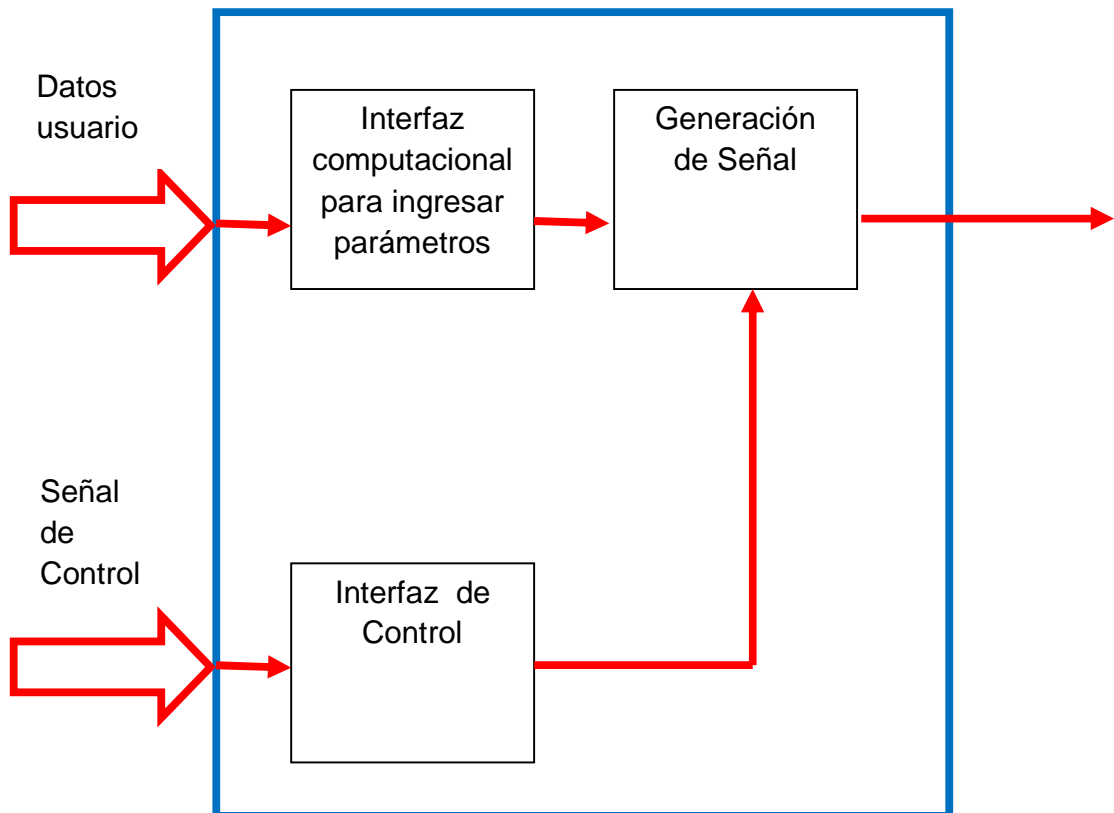 Datos
usuario
Interfaz
computacional
para ingresar
parámetros
Generación
de Señal
Señal
de
Control
Interfaz de
Control